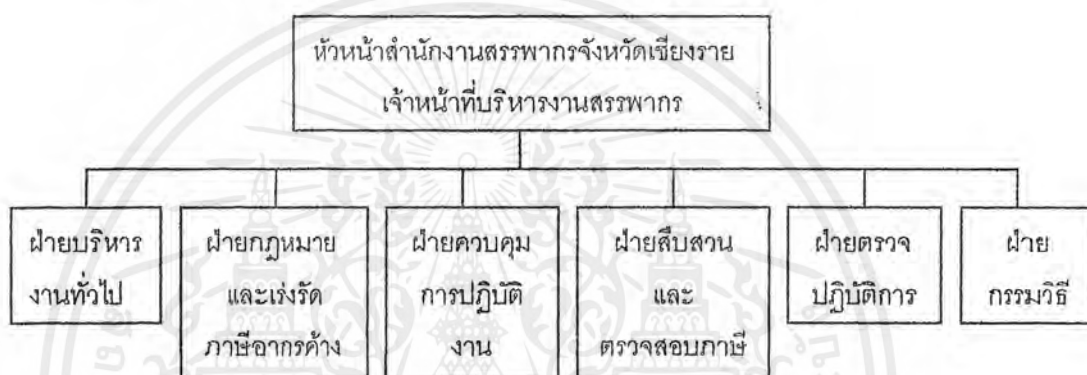 หัวหน้าสำนักงานสรรพากรจังหวัดเชียงราย
เจ้าหน้าที่บริหารงานสรรพากร
ฝ่ายบริหาร
งานทั่วไป
ฝ่ายกฎหมาย
และเร่งรัด
ภาษีอากรค้าง
ฝ่ายควบคุม
การปฏิบัติ
งาน
ฝ่ายสืบสวน
และ
ตรวจสอบภาษี
ฝ่ายตรวจ
ปฏิบัติการ
ฝ่าย
กรรมวิธี